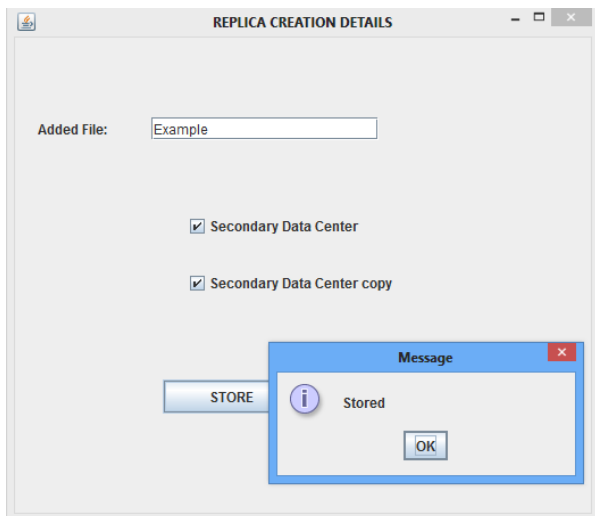 REPLICA CREATION DETAILS
Added File: Example
Secondary Data Center
Secondary Data Center copy
STORE
Message
Stored
OK